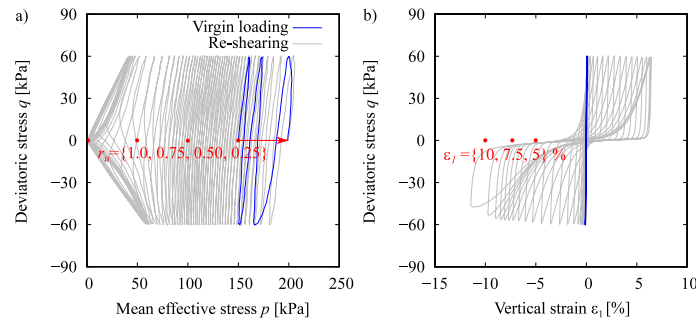 a)
Virgin loading
Re-shearing
90
60
30
0
−30
−60
−90
Deviatoric stress q [kPa]
r_u={1.0, 0.75, 0.50, 0.25}
0 50 100 150 200 250
Mean effective stress p [kPa]
b)
90
60
30
0
−30
−60
−90
Deviatoric stress q [kPa]
ε_1={10, 7.5, 5} %
−15 −10 −5 0 5 10
Vertical strain ε_1 [%]